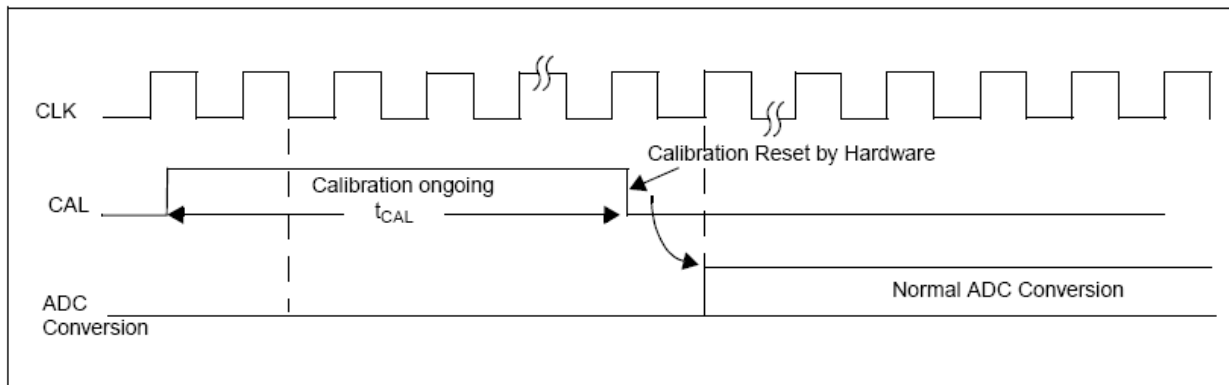 CLK
Calibration Reset by Hardware
Calibration ongoing
CAL
tCAL
Normal ADC Conversion
ADC
Conversion